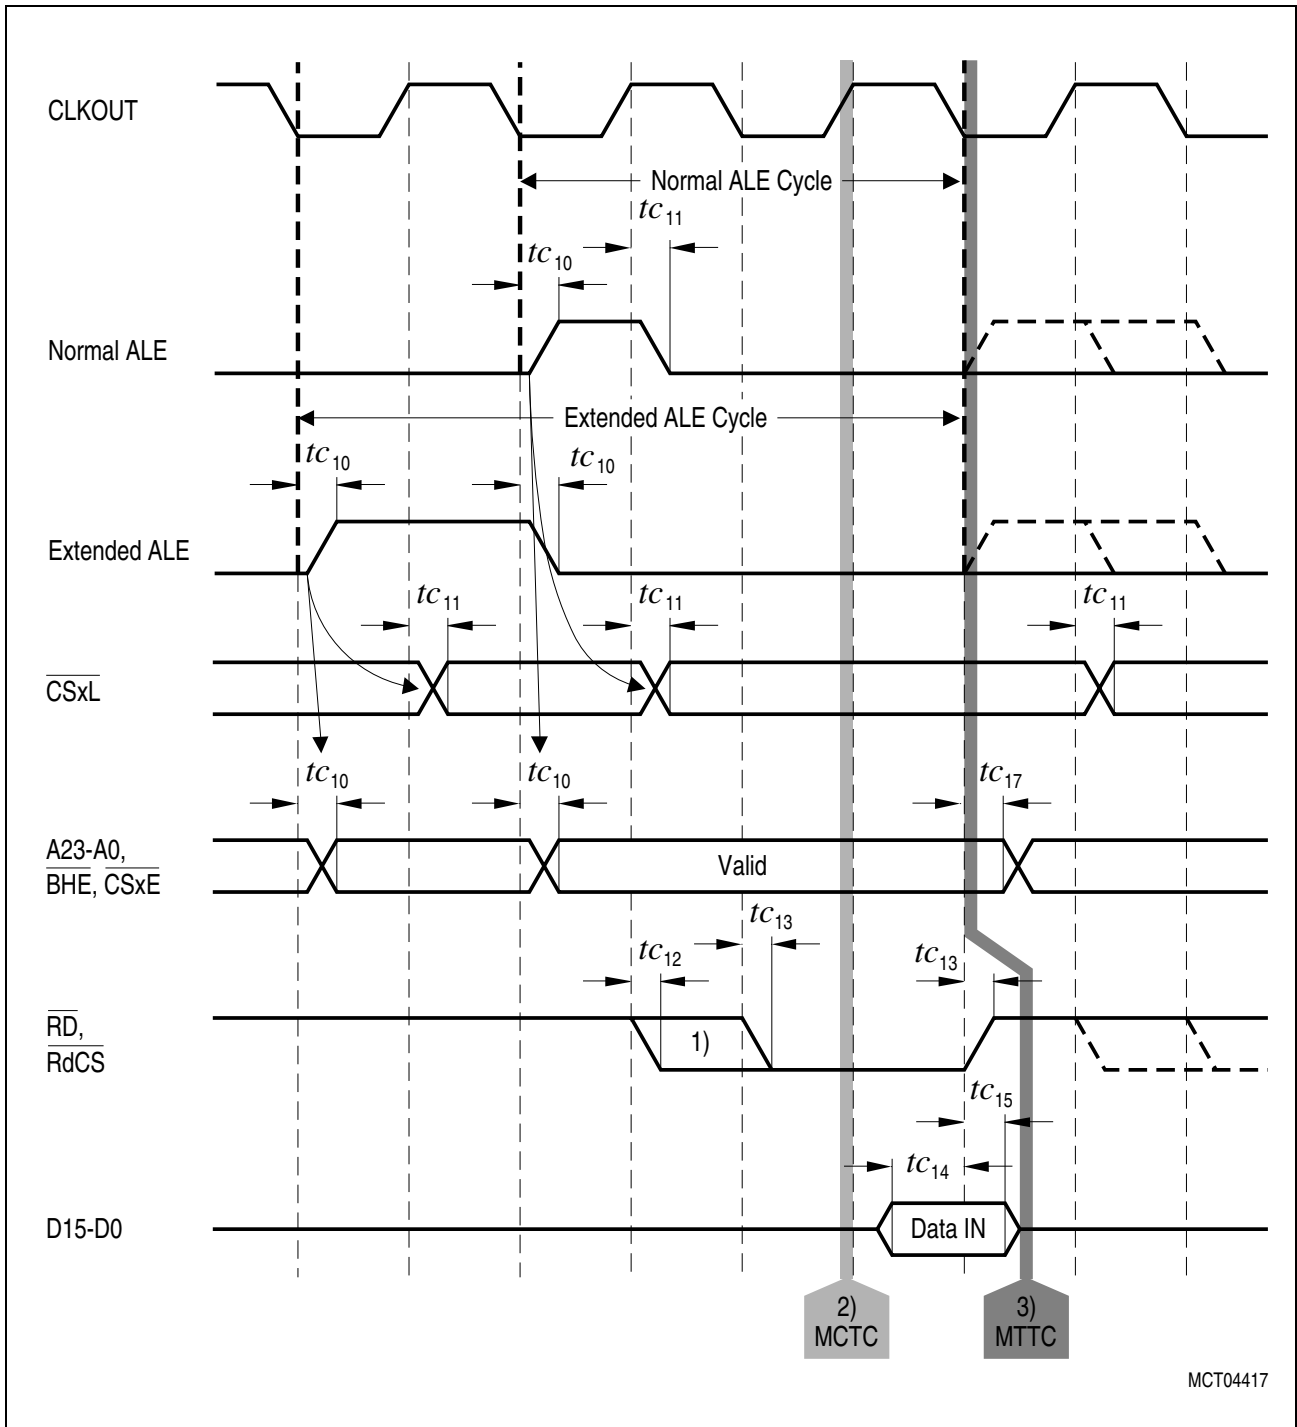 CLKOUT
Normal ALE Cycle
tc11
tc10
Normal ALE
Extended ALE Cycle
tc10
tc10
Extended ALE
tc11
tc11
tc11
CSxL
tc10
tc10
tc17
A23-A0,
BHE, CSxE
Valid
tc13
tc12
tc13
RD,
RdCS
1)
tc15
tc14
D15-D0
Data IN
2)
MCTC
3)
MTTC
MCT04417